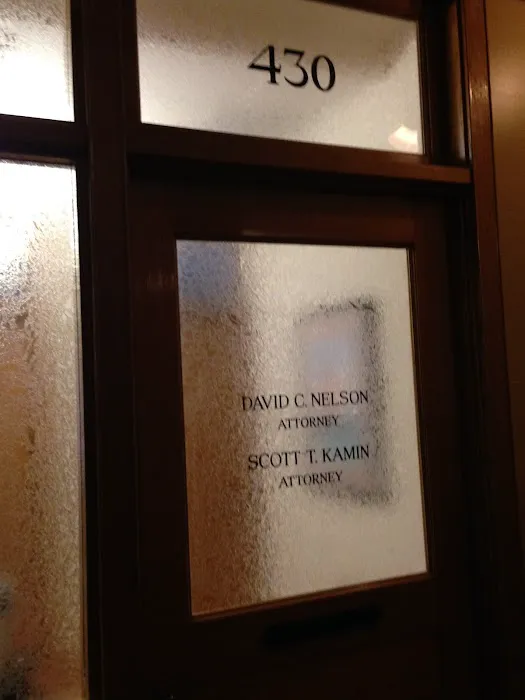 430
DAVID C. NELSON
ATTORNEY
SCOTT T. KAMIN
ATTORNEY